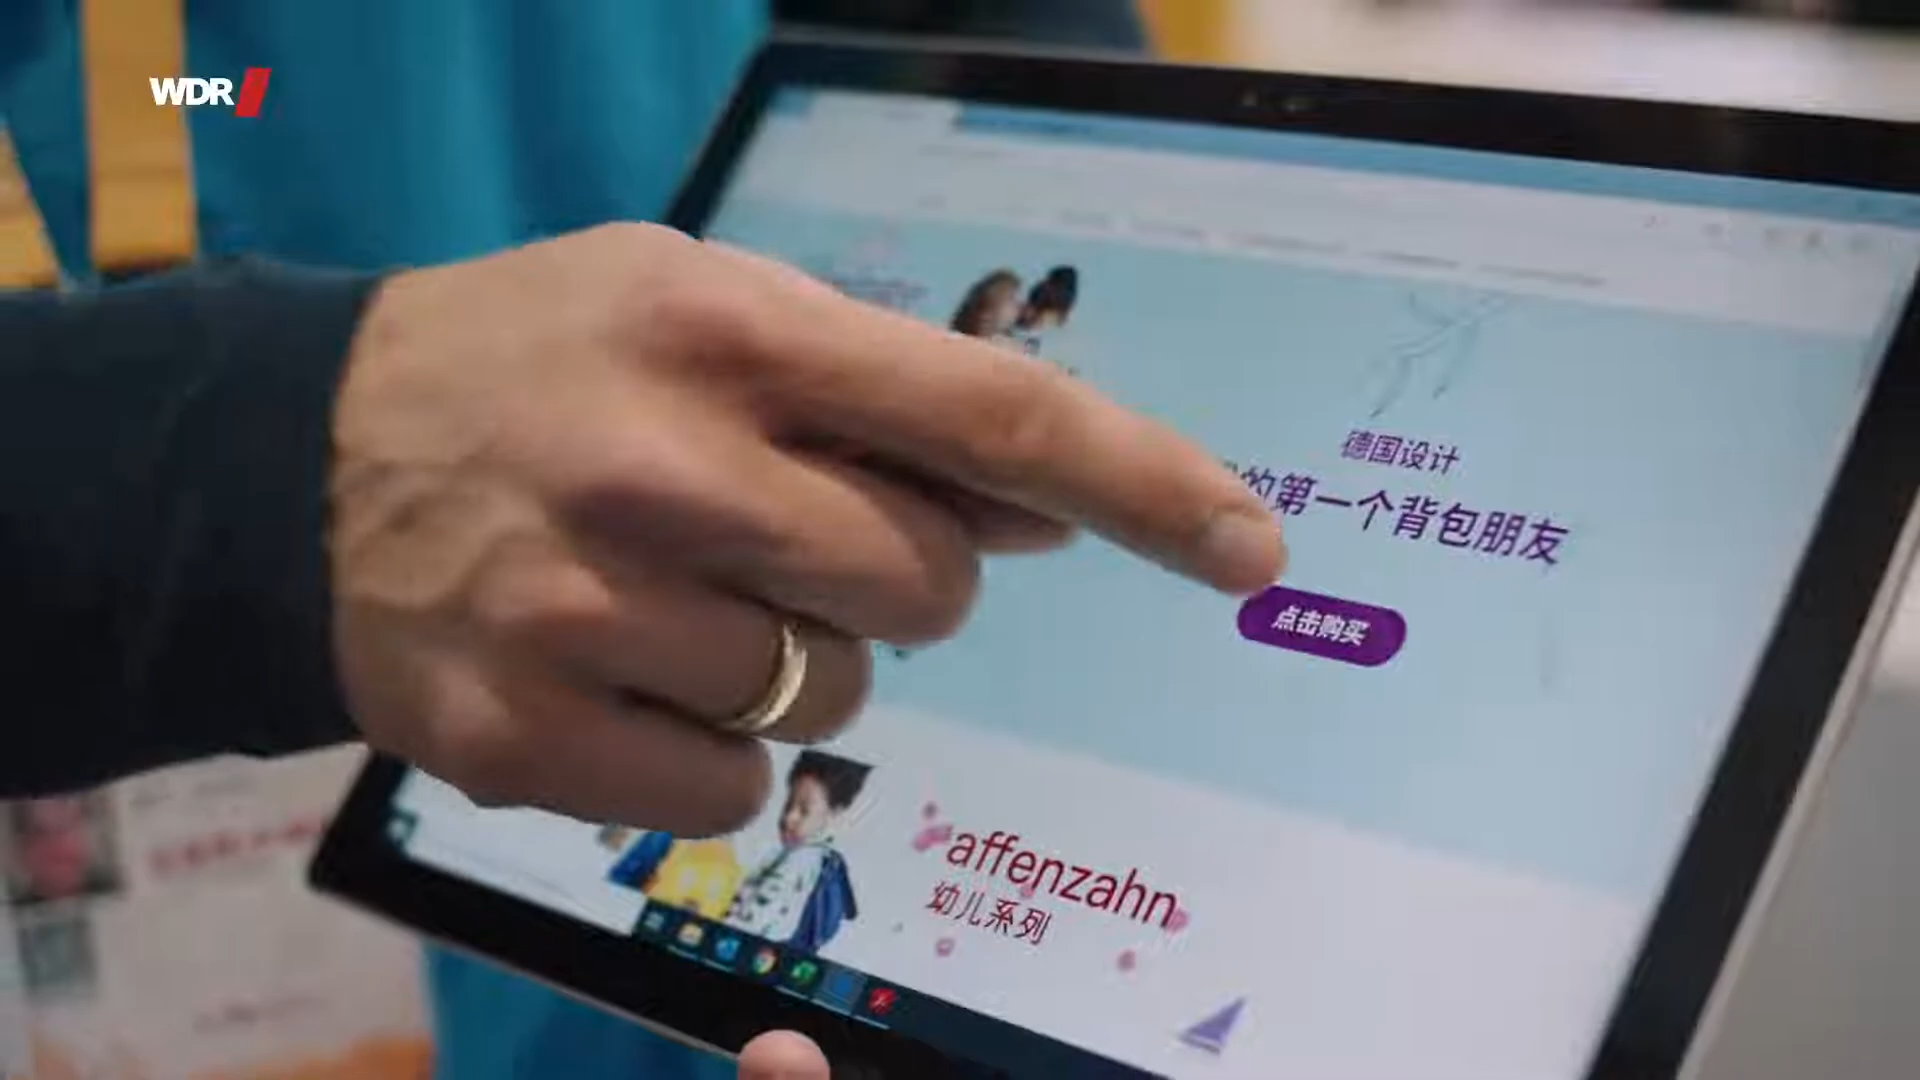 WDR
德国设计
的第一个背包朋友
点击购买
affenzahn
幼儿系列